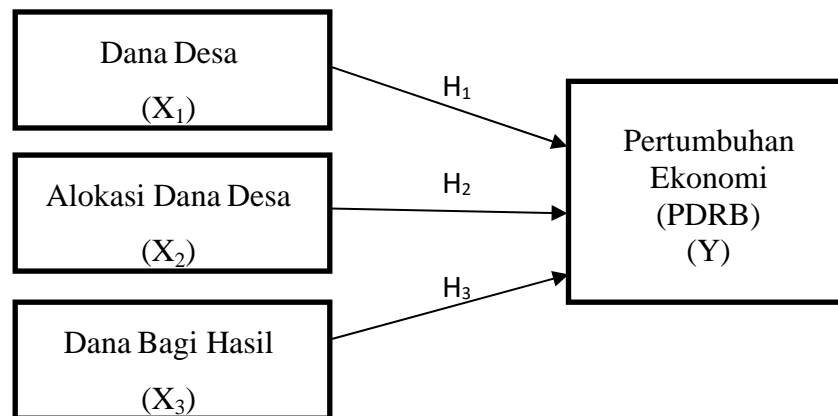 Dana Desa
(X₁)
H₁
Alokasi Dana Desa
(X₂)
H₂
Dana Bagi Hasil
(X₃)
H₃
Pertumbuhan
Ekonomi
(PDRB)
(Y)